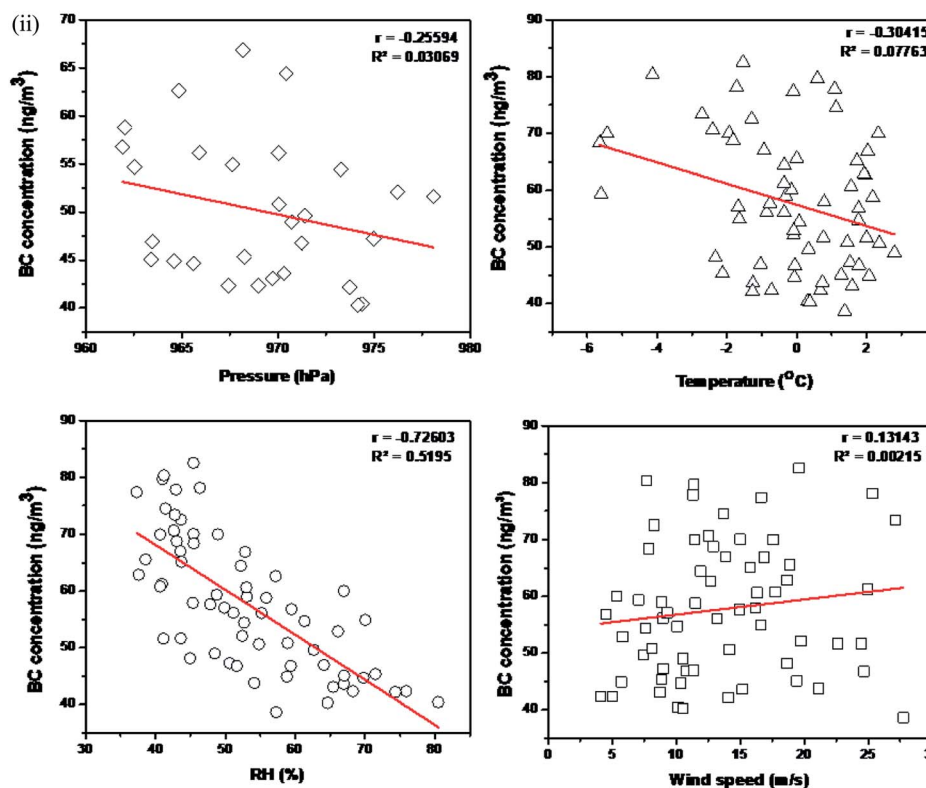 (ii)
r = -0.25594
R² = 0.03069
BC concentration (ng/m³)
70
65
60
55
50
45
40
960
965
970
975
980
Pressure (hPa)
r = -0.30415
R² = 0.07763
BC concentration (ng/m³)
90
80
70
60
50
40
-6
-4
-2
0
2
Temperature (⁰C)
r = -0.72603
R² = 0.5195
BC concentration (ng/m³)
90
80
70
60
50
40
30
40
50
60
70
80
RH (%)
r = 0.13143
R² = 0.00215
BC concentration (ng/m³)
90
80
70
60
50
40
0
5
10
15
20
25
Wind speed (m/s)